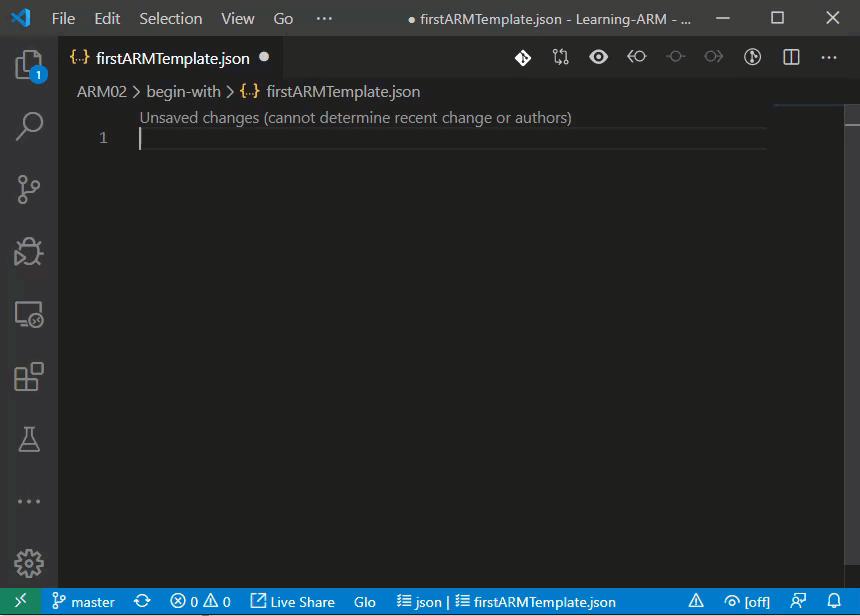 File Edit Selection View Go ··· ● firstARMTemplate.json - Learning-ARM - ...
{..} firstARMTemplate.json ●
ARM02 > begin-with > {..} firstARMTemplate.json
Unsaved changes (cannot determine recent change or authors)
1
1
master 0 0 Live Share Glo json | firstARMTemplate.json [off]